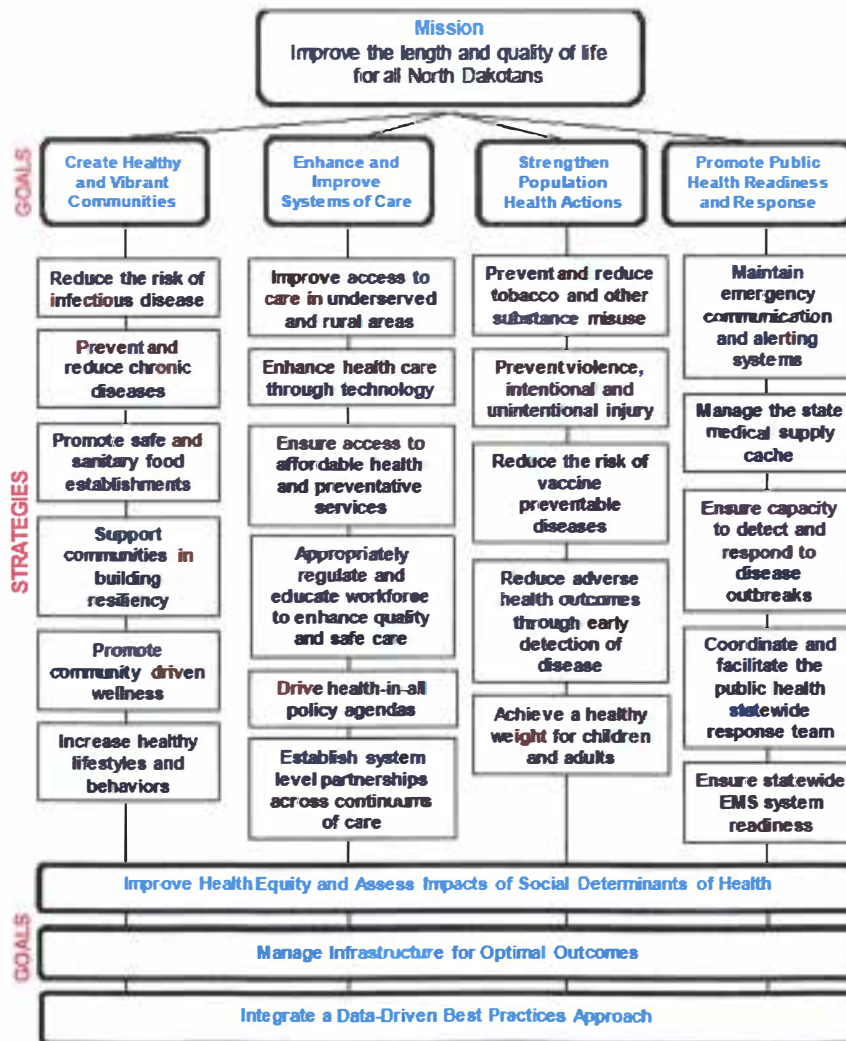 Mission
Improve the length and quality of life
for all North Dakotans
GOALS
Create Healthy
and Vibrant
Communities
Enhance and
Improve
Systems of Care
Strengthen
Population
Health Actions
Promote Public
Health Readiness
and Response
STRATEGIES
Reduce the risk of
infectious disease
Prevent and
reduce chronic
diseases
Promote safe and
sanitary food
establishments
Support
communities in
building
resiliency
Promote
community driven
wellness
Increase healthy
lifestyles and
behaviors
Improve access to
care in underserved
and rural areas
Enhance health care
through technology
Ensure access to
affordable health
and preventative
services
Appropriately
regulate and
educate workforce
to enhance quality
and safe care
Drive health-in-all
policy agendas
Establish system
level partnerships
across continuums
of care
Prevent and reduce
tobacco and other
substance misuse
Prevent violence,
intentional and
unintentional injury
Reduce the risk of
vaccine
preventable
diseases
Reduce adverse
health outcomes
through early
detection of
disease
Achieve a healthy
weight for children
and adults
Maintain
emergency
communication
and alerting
systems
Manage the state
medical supply
cache
Ensure capacity
to detect and
respond to
disease
outbreaks
Coordinate and
facilitate the
public health
statewide
response team
Ensure statewide
EMS system
readiness
GOALS
Improve Health Equity and Assess Impacts of Social Determinants of Health
Manage Infrastructure for Optimal Outcomes
Integrate a Data-Driven Best Practices Approach